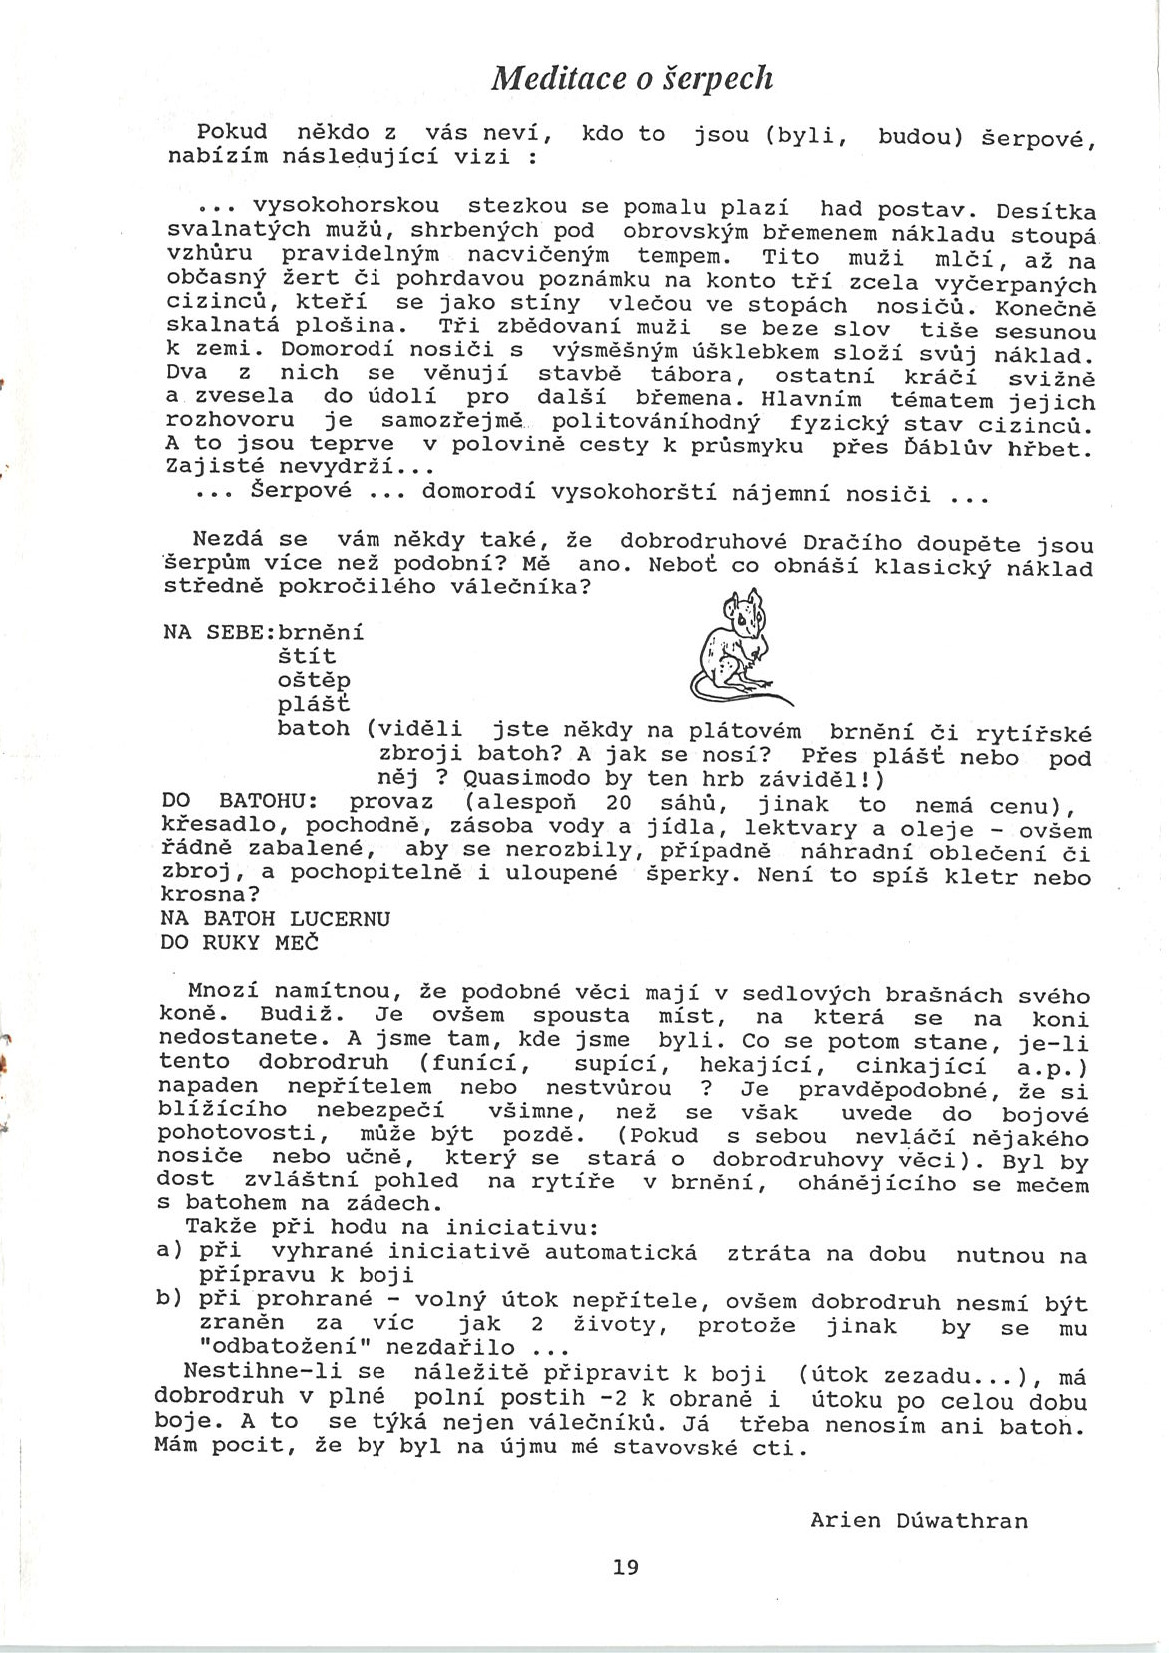 Meditace o šerpech
Pokud někdo z vás neví, kdo to jsou (byli, budou) šerpové,
nabízím následující vizi :
... vysokohorskou stezkou se pomalu plazí had postav. Desítka
svalnatých mužů, shrbených pod obrovským břemenem nákladu stoupá
vzhůru pravidelným nacvičeným tempem. Tito muži mlčí, až na
občasný žert či pohrdavou poznámku na konto tří zcela vyčerpaných
cizinců, kteří se jako stíny vlečou ve stopách nosičů. Konečně
skalnatá plošina. Tři zbědovaní muži se beze slov tiše sesunou
k zemi. Domorodí nosiči s výsměšným úšklebkem složí svůj náklad.
Dva z nich se věnují stavbě tábora, ostatní kráčí svižně
a zvesela do údolí pro další břemena. Hlavním tématem jejich
rozhovoru je samozřejmě politováníhodný fyzický stav cizinců.
A to jsou teprve v polovině cesty k průsmyku přes Ďáblův hřbet.
Zajisté nevydrží...
... Šerpové ... domorodí vysokohorští nájemní nosiči ...
Nezdá se vám někdy také, že dobrodruhové Dračího doupěte jsou
šerpům více než podobní? Mě ano. Neboť co obnáší klasický náklad
středně pokročilého válečníka?
NA SEBE:brnění
štít
oštěp
plášť
batoh (viděli jste někdy na plátovém brnění či rytířské
zbroji batoh? A jak se nosí? Přes plášť nebo pod
něj ? Quasimodo by ten hrb záviděl!)
DO BATOHU: provaz (alespoň 20 sáhů, jinak to nemá cenu),
křesadlo, pochodně, zásoba vody a jídla, lektvary a oleje - ovšem
řádně zabalené, aby se nerozbily, případně náhradní oblečení či
zbroj, a pochopitelně i uloupené šperky. Není to spíš kletr nebo
krosna?
NA BATOH LUCERNU
DO RUKY MEČ
Mnozí namítnou, že podobné věci mají v sedlových brašnách svého
koně. Budiž. Je ovšem spousta míst, na která se na koni
nedostanete. A jsme tam, kde jsme byli. Co se potom stane, je-li
tento dobrodruh (funící, supící, hekající, cinkající a.p.)
napaden nepřítelem nebo nestvůrou ? Je pravděpodobné, že si
blížícího nebezpečí všimne, než se však uvede do bojové
pohotovosti, může být pozdě. (Pokud s sebou nevláčí nějakého
nosiče nebo učně, který se stará o dobrodruhovy věci). Byl by
dost zvláštní pohled na rytíře v brnění, ohánějícího se mečem
s batohem na zádech.
Takže při hodu na iniciativu:
a) při vyhrané iniciativě automatická ztráta na dobu nutnou na
přípravu k boji
b) při prohrané - volný útok nepřítele, ovšem dobrodruh nesmí být
zraněn za víc jak 2 životy, protože jinak by se mu
"odbatožení" nezdařilo ...
Nestihne-li se náležitě připravit k boji (útok zezadu...), má
dobrodruh v plné polní postih -2 k obraně i útoku po celou dobu
boje. A to se týká nejen válečníků. Já třeba nenosím ani batoh.
Mám pocit, že by byl na újmu mé stavovské cti.
Arien Dúwathran
19